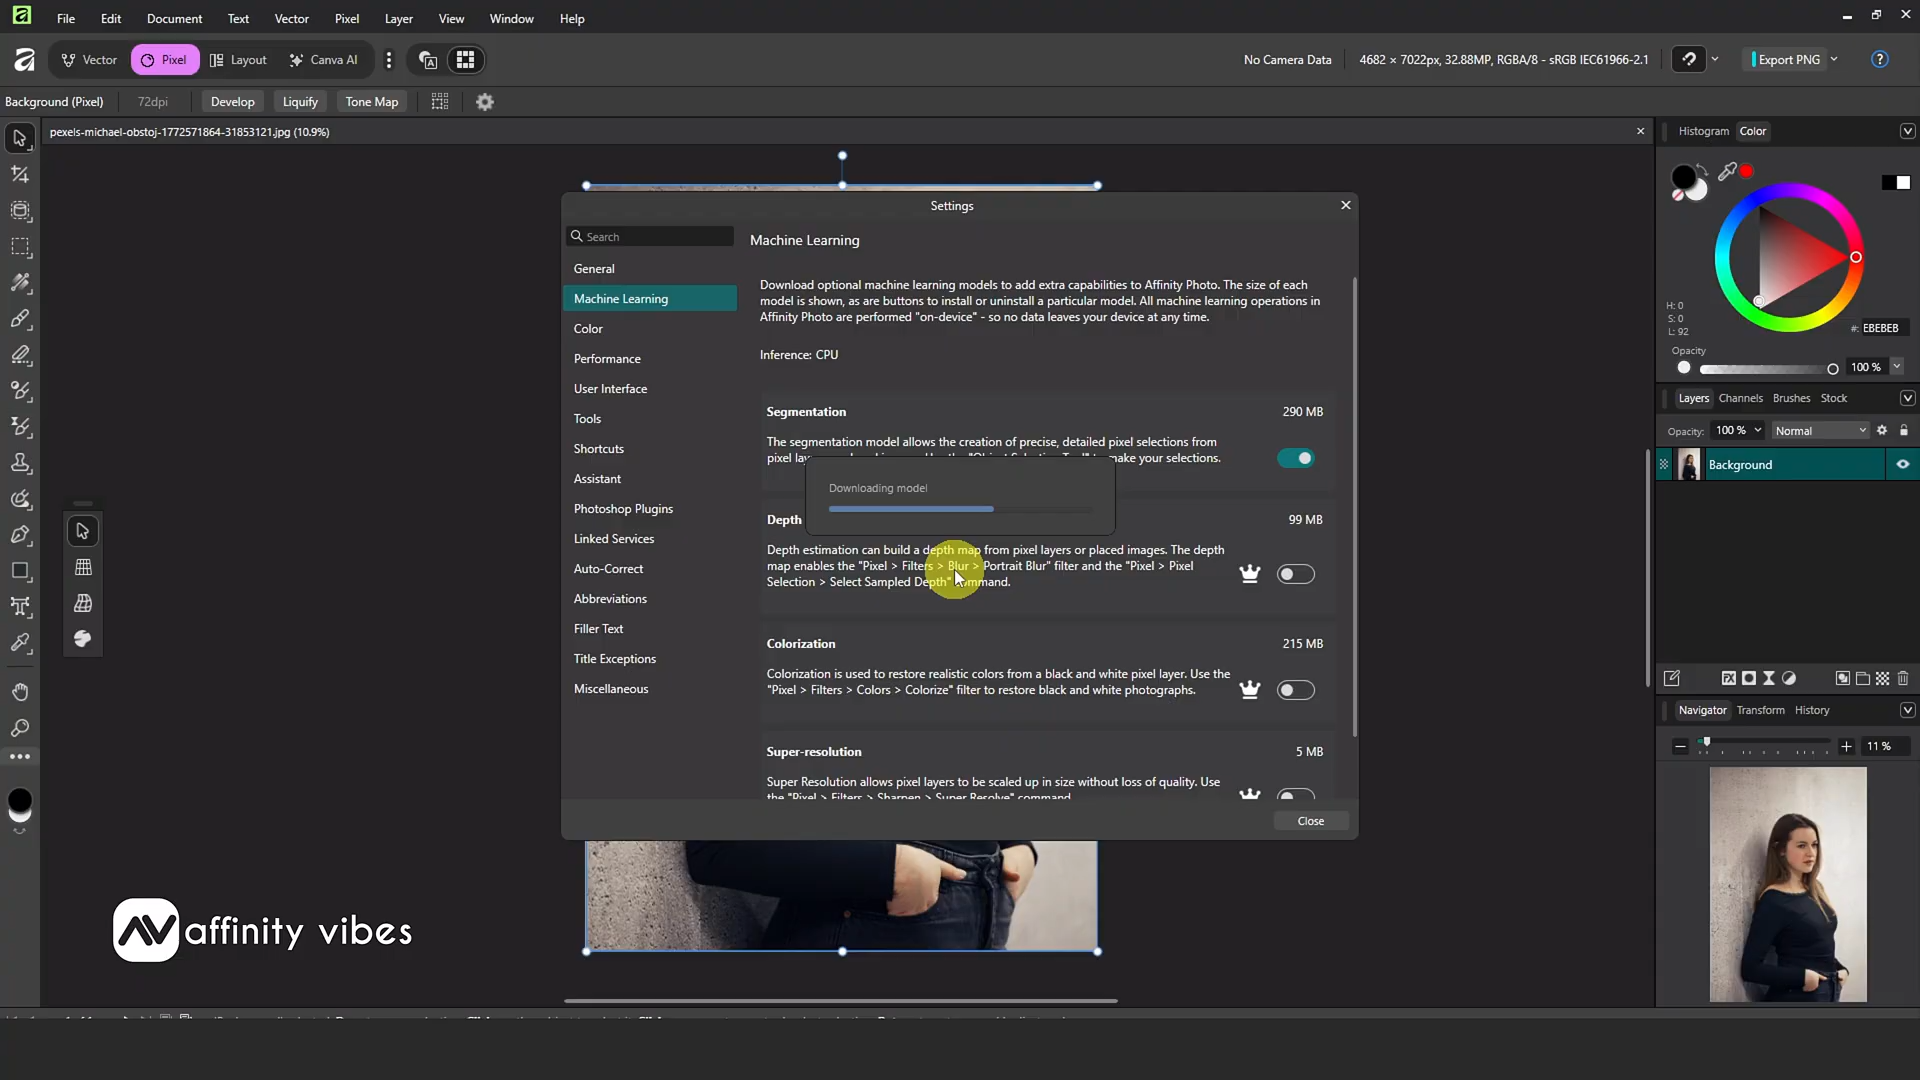 File Edit Document Text Vector Pixel Layer View Window Help
Vector Pixel Layout Canva AI No Camera Data 4682 × 7022px, 32.88MP, RGBA/8 - sRGB IEC61966-2.1 Export PNG
Background (Pixel) 72dpi Develop Liquify Tone Map
pexels-michael-obstoj-1772571864-31853121.jpg (10.9%)
Histogram Color
H: 0
S: 0
L: 92
#: EBEBEB
Opacity
100 %
Layers Channels Brushes Stock
Opacity: 100 % Normal
Background
Navigator Transform History
11 %
Settings
Search
General
Machine Learning
Color
Performance
User Interface
Tools
Shortcuts
Assistant
Photoshop Plugins
Linked Services
Auto-Correct
Abbreviations
Filler Text
Title Exceptions
Miscellaneous
Machine Learning
Download optional machine learning models to add extra capabilities to Affinity Photo. The size of each
model is shown, as are buttons to install or uninstall a particular model. All machine learning operations in
Affinity Photo are performed "on-device" - so no data leaves your device at any time.
Inference: CPU
Segmentation 290 MB
The segmentation model allows the creation of precise, detailed pixel selections from
make your selections.
Downloading model
Depth 99 MB
Depth estimation can build a depth map from pixel layers or placed images. The depth
map enables the "Pixel > Filters > Blur > Portrait Blur" filter and the "Pixel > Pixel
Selection > Select Sampled Depth" command.
Colorization 215 MB
Colorization is used to restore realistic colors from a black and white pixel layer. Use the
"Pixel > Filters > Colors > Colorize" filter to restore black and white photographs.
Super-resolution 5 MB
Super Resolution allows pixel layers to be scaled up in size without loss of quality. Use
the "Pixel > Filters > Sharpen > Super Resolve" command
Close
AV affinity vibes